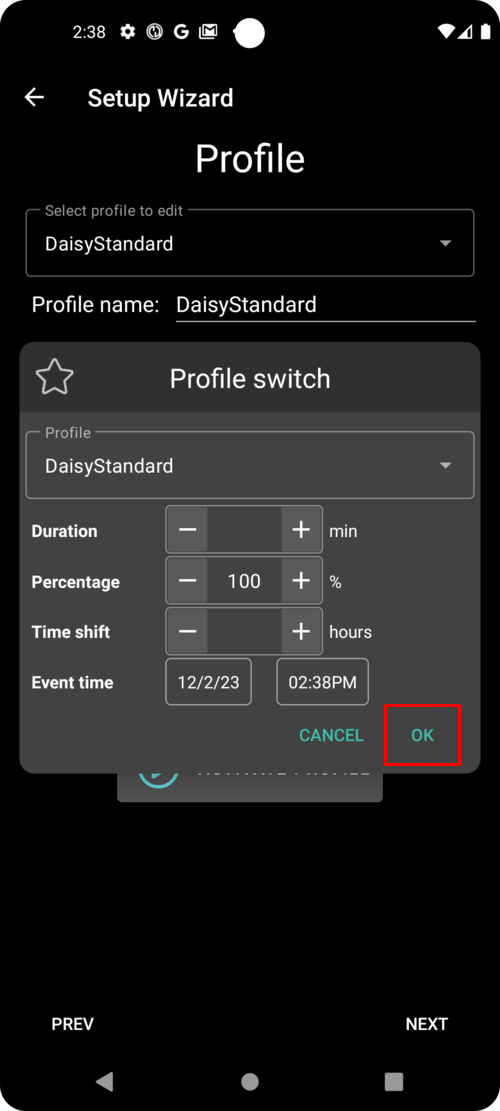 2:38
Setup Wizard
Profile
Select profile to edit
DaisyStandard
Profile name: DaisyStandard
Profile switch
Profile
DaisyStandard
Duration − + min
Percentage − 100 + %
Time shift − + hours
Event time 12/2/23 02:38PM
CANCEL OK
PREV NEXT